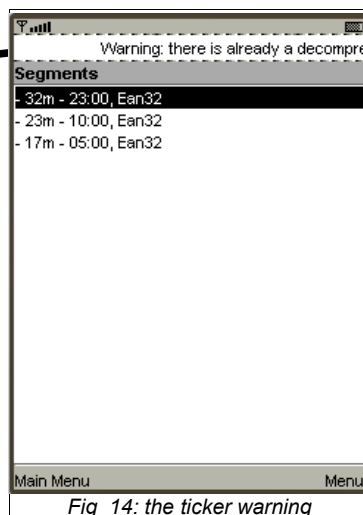 Warning: there is already a decompre
Segments
- 32m - 23:00, Ean32
- 23m - 10:00, Ean32
- 17m - 05:00, Ean32
Main Menu Menu
Fig 14: the ticker warning